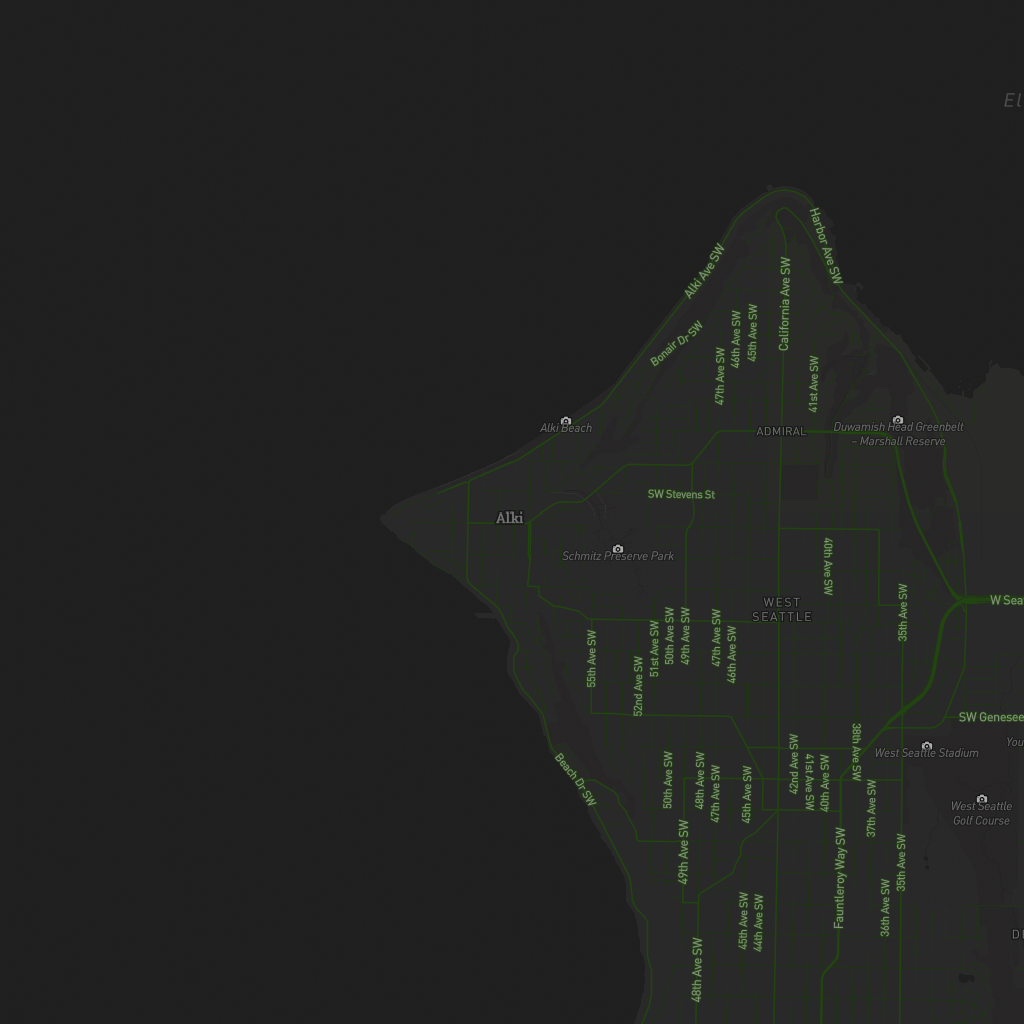 El
Harbor Ave SW
Alki Ave SW
California Ave SW
Bonair Dr SW
46th Ave SW
45th Ave SW
47th Ave SW
41st Ave SW
Alki Beach
ADMIRAL
Duwamish Head Greenbelt
- Marshall Reserve
SW Stevens St
Alki
Schmitz Preserve Park
40th Ave SW
WEST
SEATTLE
W Sea
35th Ave SW
55th Ave SW
52nd Ave SW
51st Ave SW
50th Ave SW
49th Ave SW
47th Ave SW
46th Ave SW
SW Genesee
You
West Seattle Stadium
38th Ave SW
42nd Ave SW
41st Ave SW
40th Ave SW
Beach Dr SW
50th Ave SW
48th Ave SW
47th Ave SW
45th Ave SW
37th Ave SW
West Seattle
Golf Course
49th Ave SW
Fauntleroy Way SW
35th Ave SW
36th Ave SW
45th Ave SW
44th Ave SW
48th Ave SW